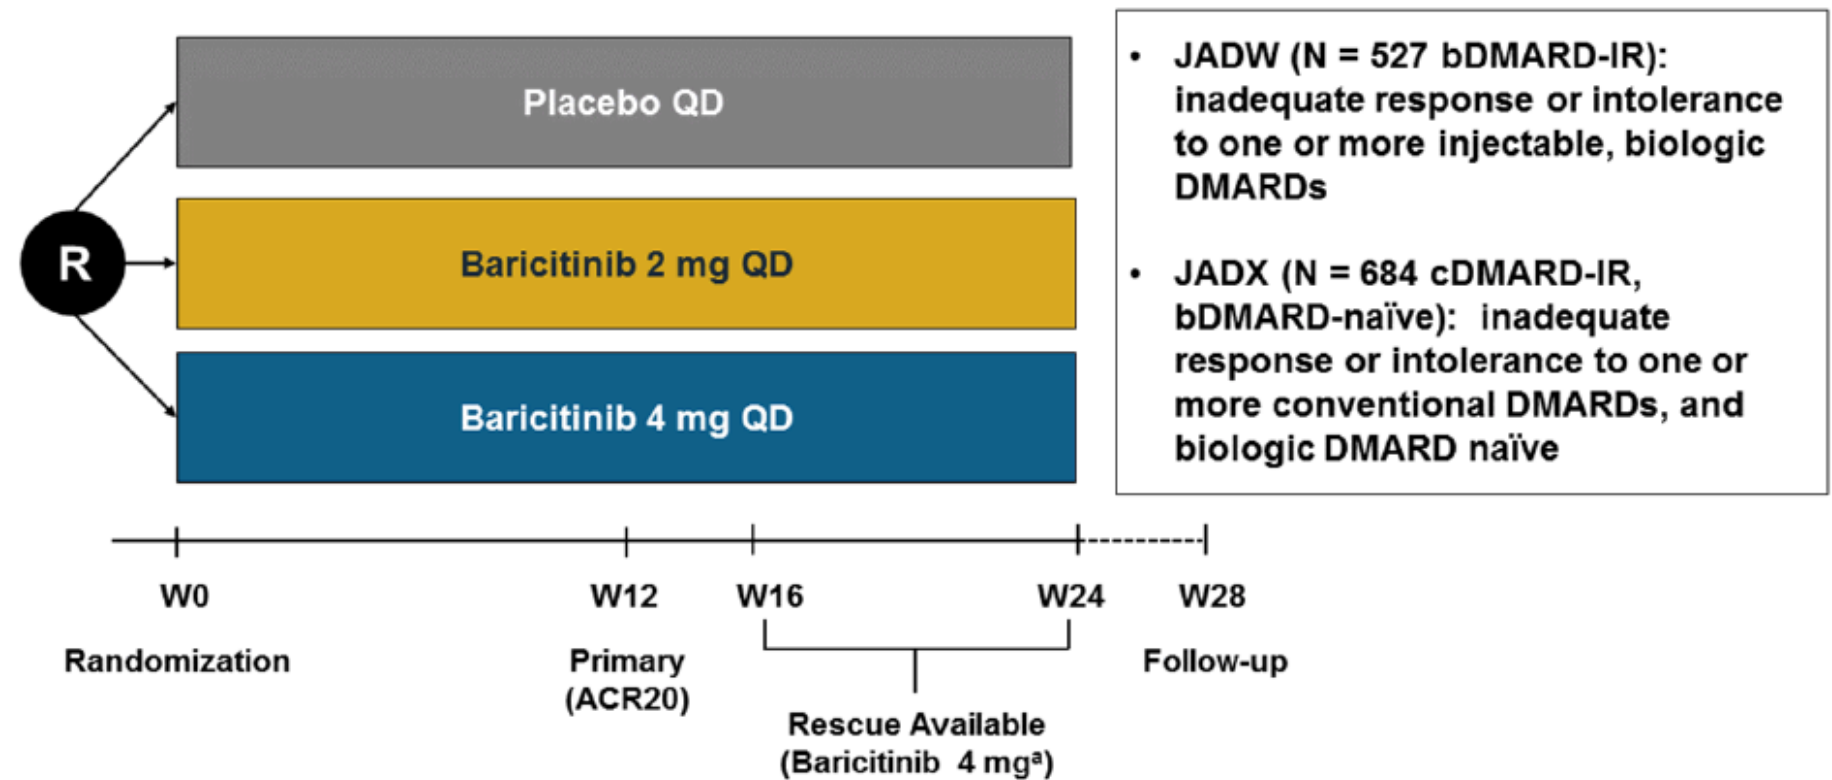 Placebo QD
R
Baricitinib 2 mg QD
Baricitinib 4 mg QD
• JADW (N = 527 bDMARD-IR):
inadequate response or intolerance
to one or more injectable, biologic
DMARDs
• JADX (N = 684 cDMARD-IR,
bDMARD-naïve): inadequate
response or intolerance to one or
more conventional DMARDs, and
biologic DMARD naïve
W0
W12
W16
W24
W28
Randomization
Primary
(ACR20)
Follow-up
Rescue Available
(Baricitinib 4 mgᵃ)